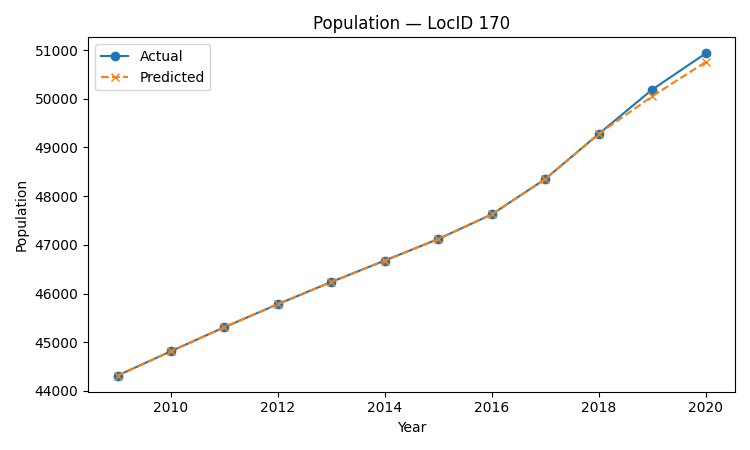 Population — LocID 170
Actual
Predicted
51000
50000
49000
48000
47000
46000
45000
44000
Population
2010 2012 2014 2016 2018 2020
Year